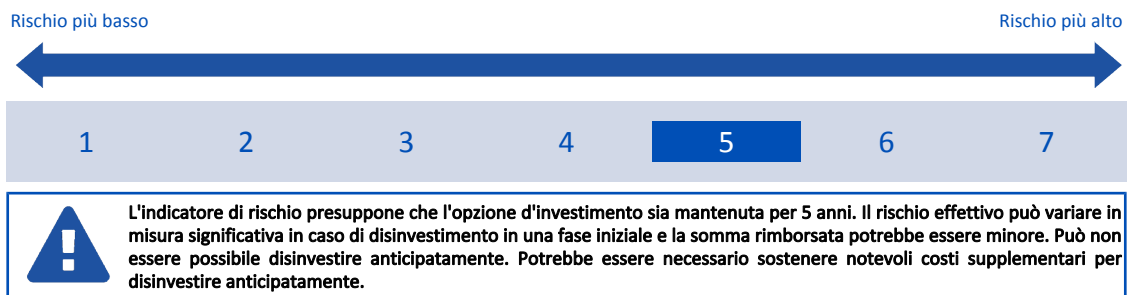 Rischio più basso Rischio più alto
1 2 3 4 5 6 7
L'indicatore di rischio presuppone che l'opzione d'investimento sia mantenuta per 5 anni. Il rischio effettivo può variare in
misura significativa in caso di disinvestimento in una fase iniziale e la somma rimborsata potrebbe essere minore. Può non
essere possibile disinvestire anticipatamente. Potrebbe essere necessario sostenere notevoli costi supplementari per
disinvestire anticipatamente.